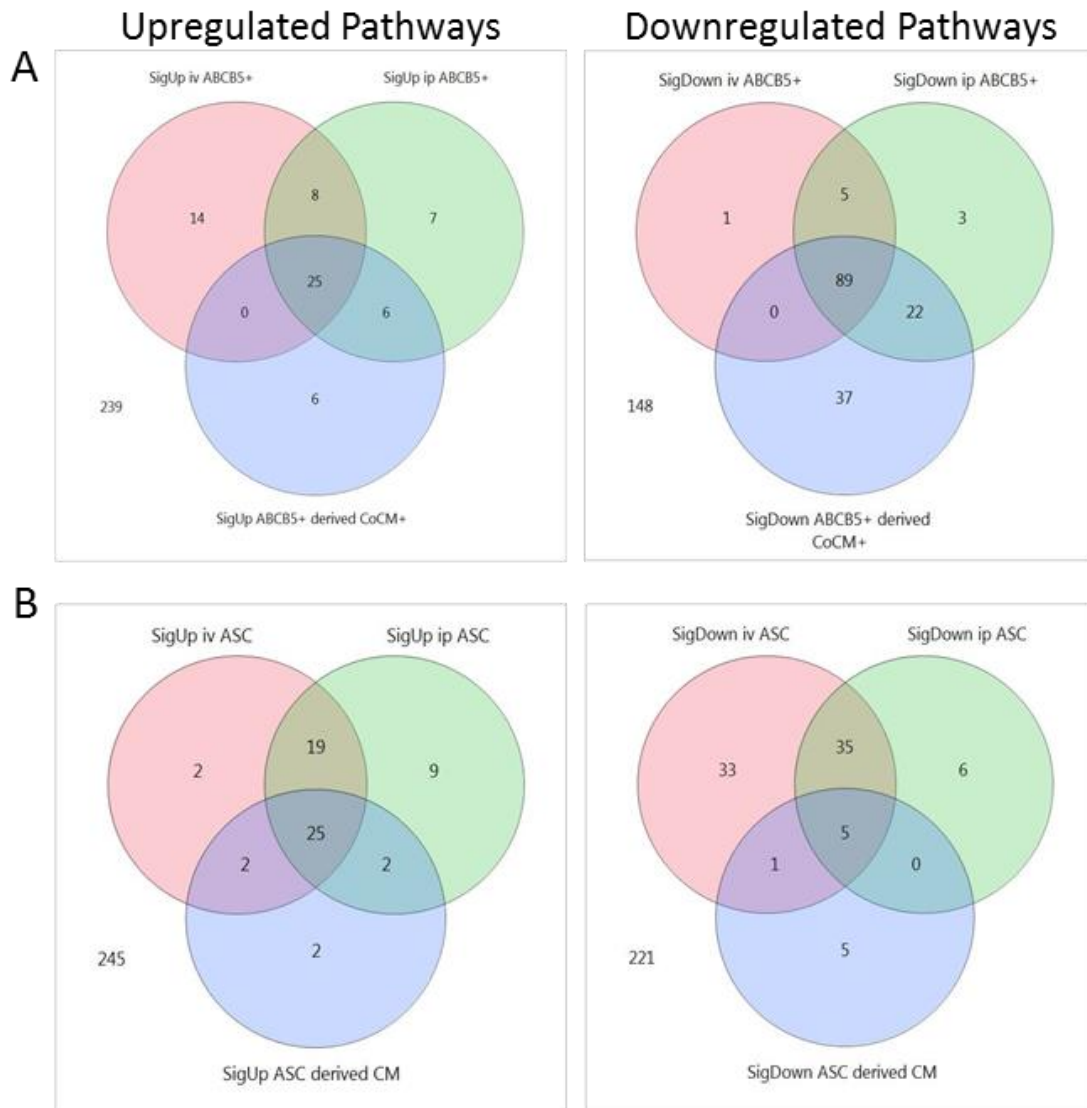 Upregulated Pathways
Downregulated Pathways
A
SigUp iv ABCB5+
SigUp ip ABCB5+
14
8
7
25
0
6
6
239
SigUp ABCB5+ derived CoCM+
SigDown iv ABCB5+
SigDown ip ABCB5+
1
5
3
89
0
22
37
148
SigDown ABCB5+ derived
CoCM+
B
SigUp iv ASC
SigUp ip ASC
2
19
9
25
2
2
2
245
SigUp ASC derived CM
SigDown iv ASC
SigDown ip ASC
33
35
6
5
1
0
5
221
SigDown ASC derived CM